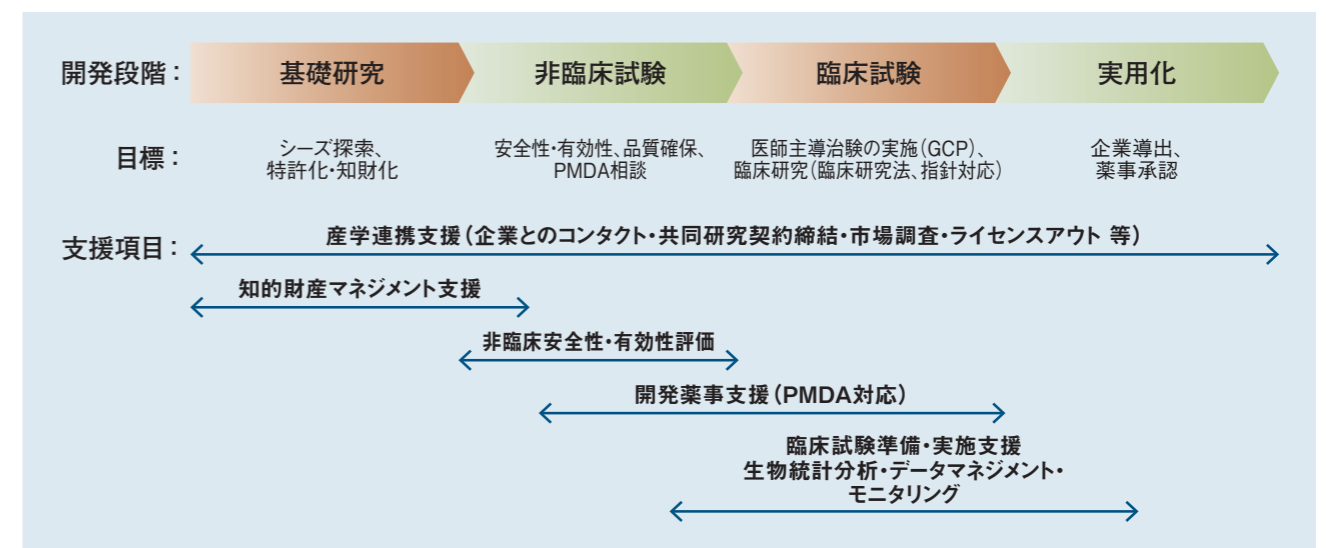 開発段階： 基礎研究 非臨床試験 臨床試験 実用化
目標： シーズ探索、 安全性・有効性、品質確保、 医師主導治験の実施（GCP）、 企業導出、
特許化・知財化 PMDA相談 臨床研究（臨床研究法、指針対応） 薬事承認
支援項目： 産学連携支援（企業とのコンタクト・共同研究契約締結・市場調査・ライセンスアウト 等）
知的財産マネジメント支援
非臨床安全性・有効性評価
開発薬事支援（PMDA対応）
臨床試験準備・実施支援
生物統計分析・データマネジメント・
モニタリング